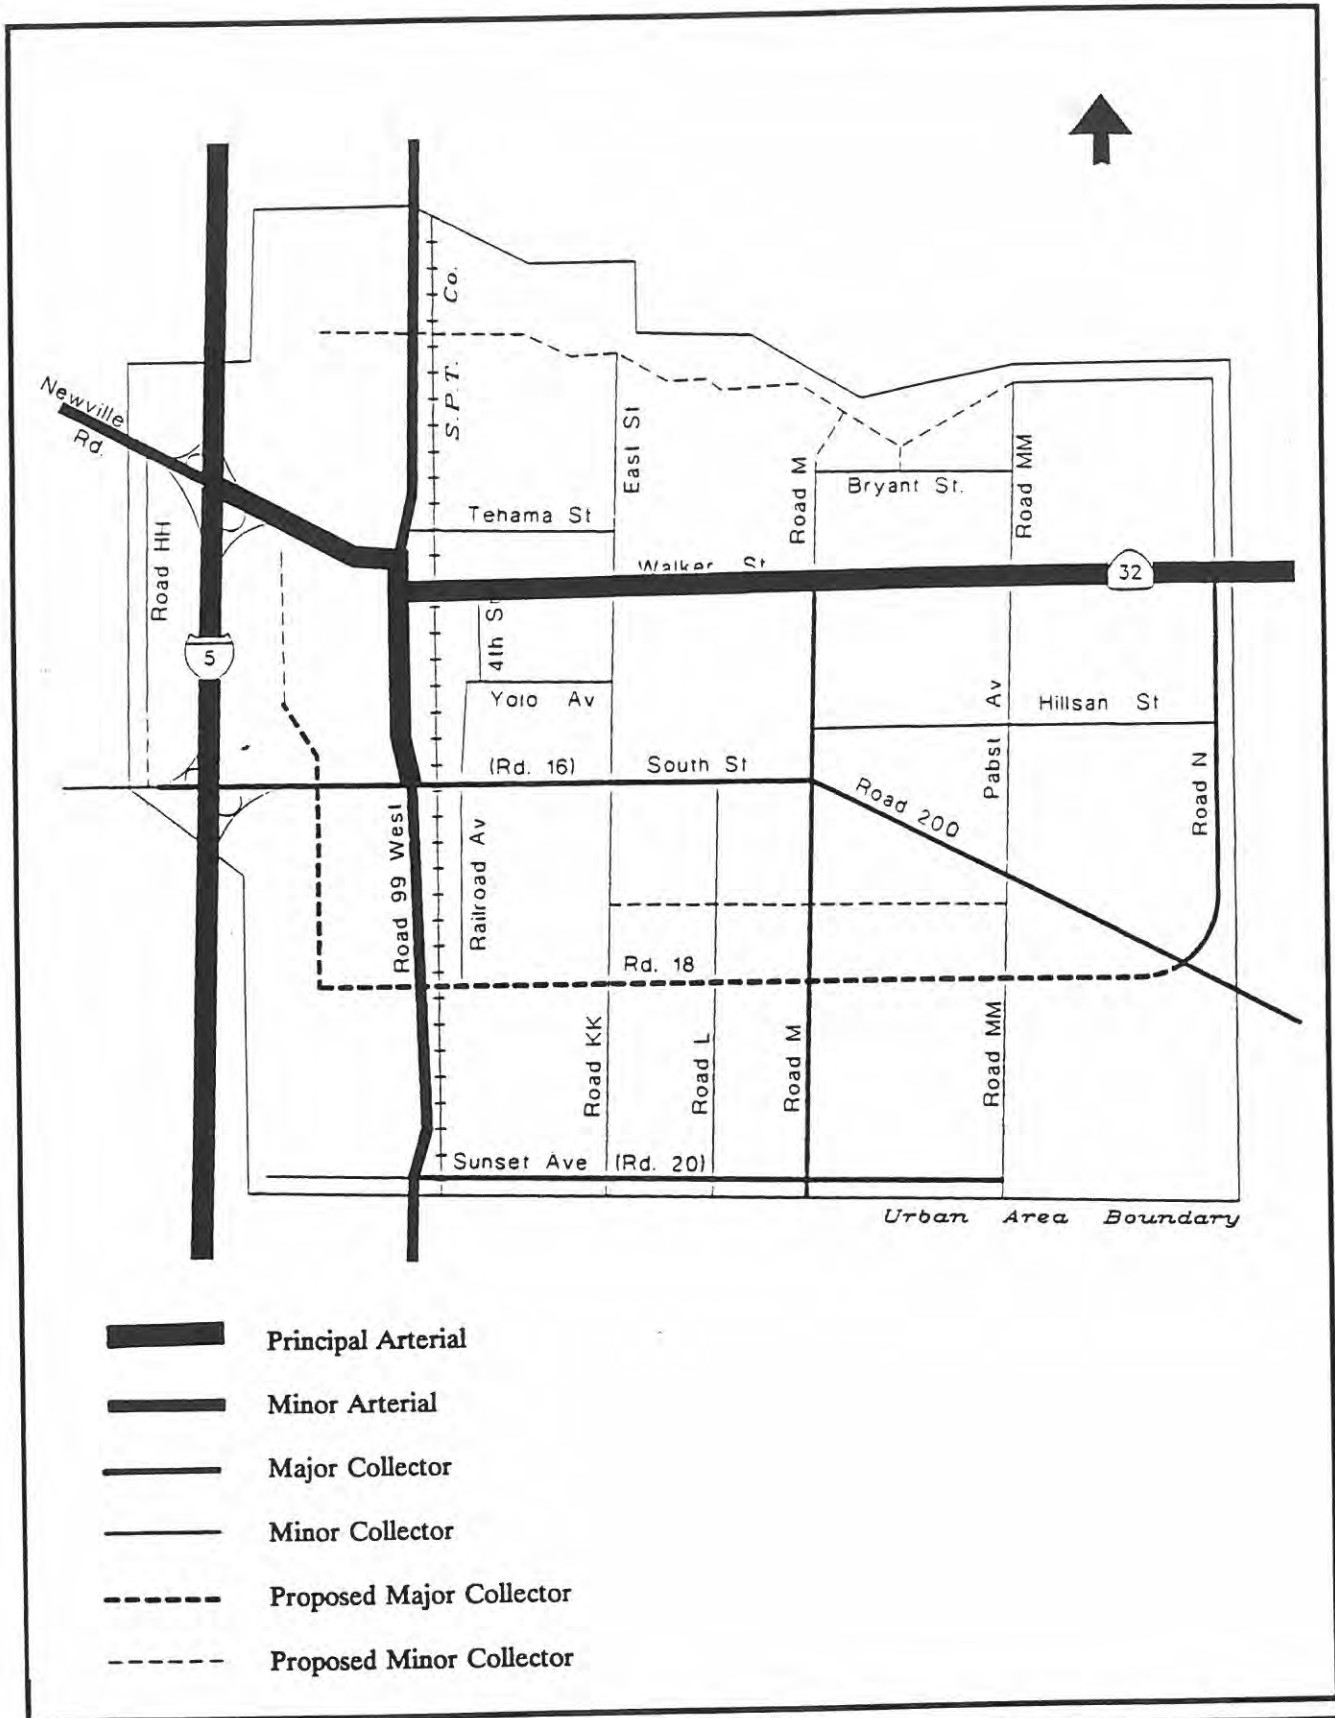 Co.
S.P.T.
Newville
Rd.
East St
Road M
Road MM
Bryant St.
Tehama St
Road HH
Walker St
32
4th St
5
Yolo Av
Pabst Av
Hillsan St
(Rd. 16)
South St
Road 200
Road N
Road 99 West
Railroad Av
Rd. 18
Road KK
Road L
Road M
Road MM
Sunset Ave (Rd. 20)
Urban Area Boundary
Principal Arterial
Minor Arterial
Major Collector
Minor Collector
Proposed Major Collector
Proposed Minor Collector